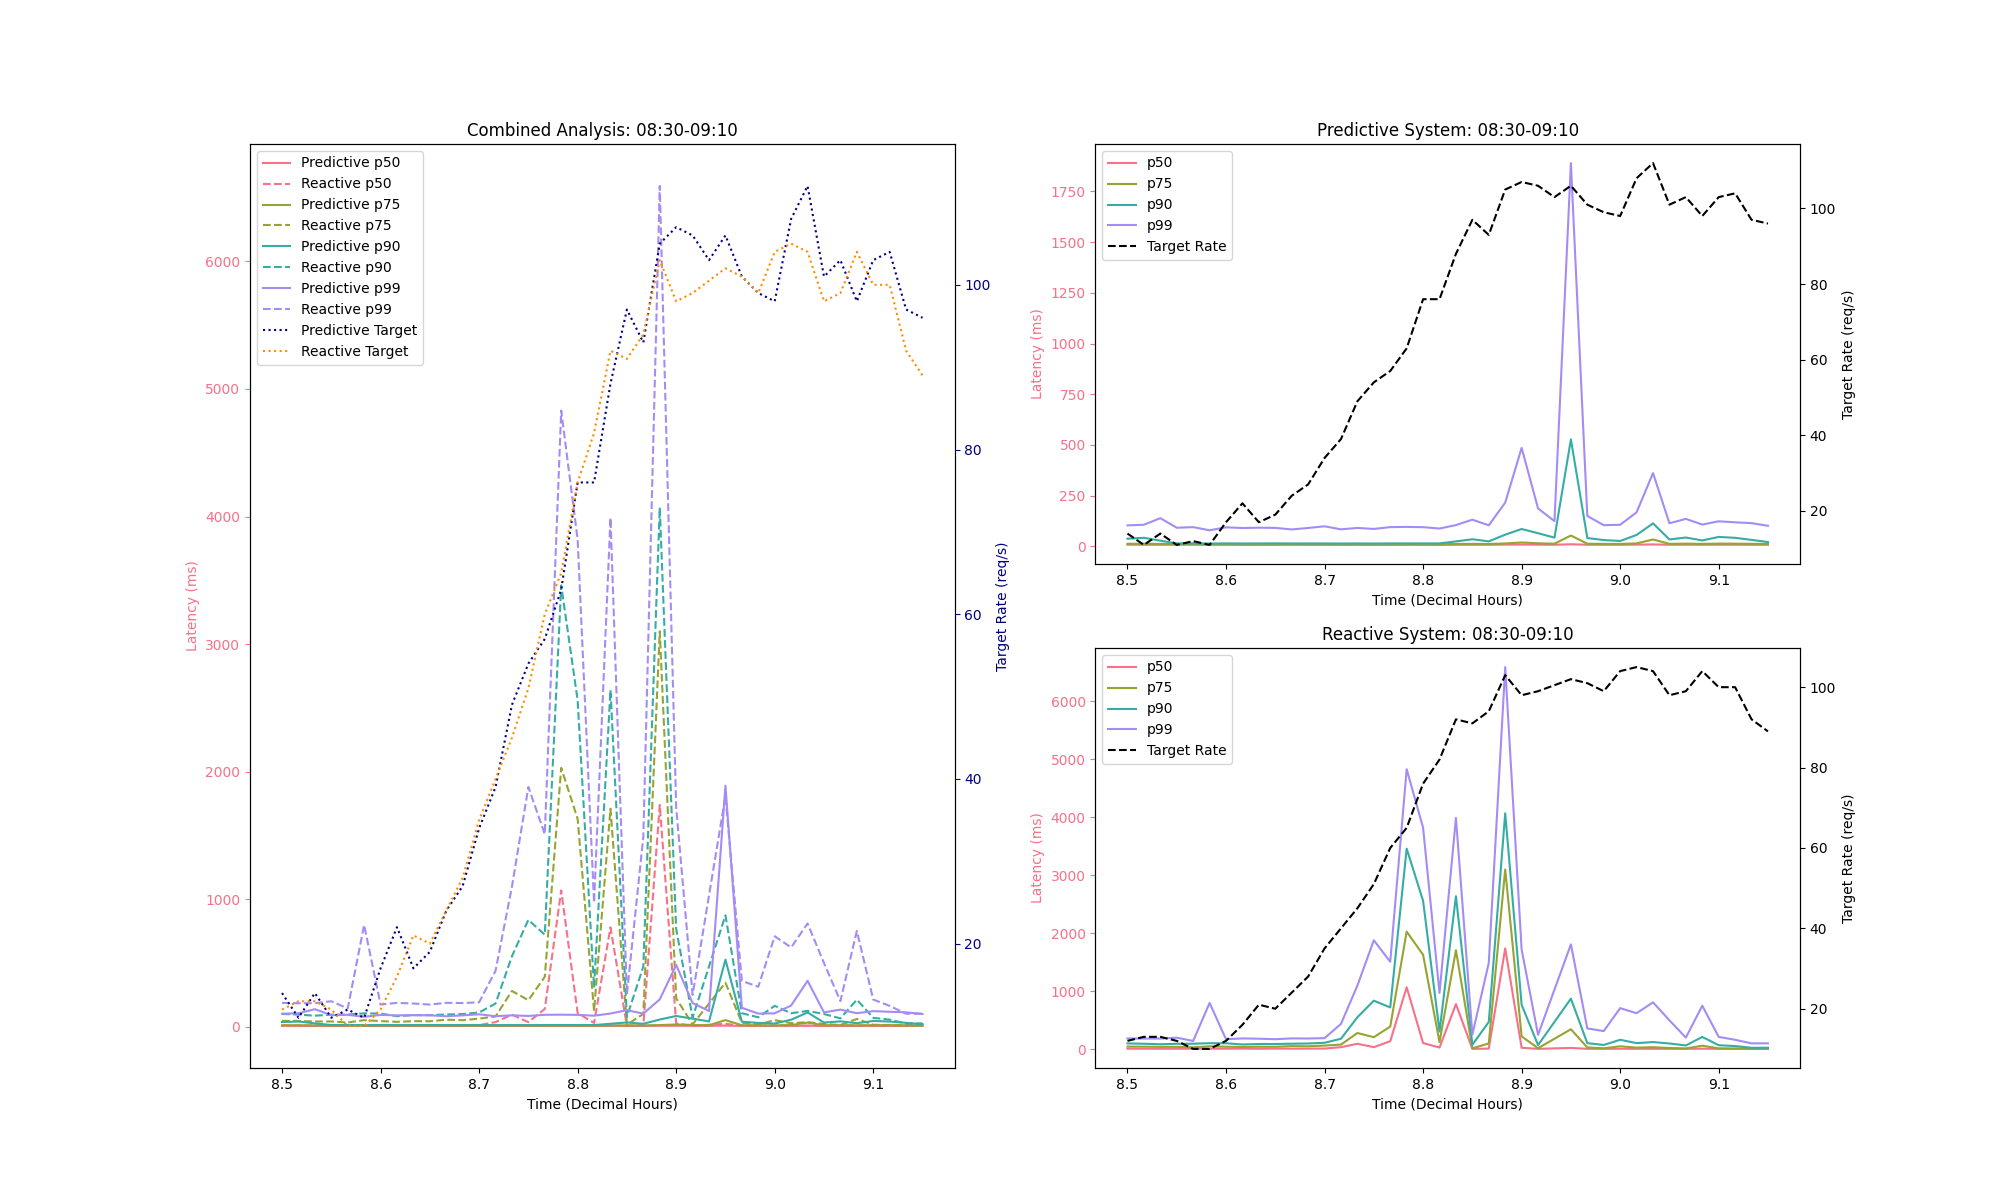 Combined Analysis: 08:30-09:10
Predictive p50
Reactive p50
Predictive p75
Reactive p75
Predictive p90
Reactive p90
Predictive p99
Reactive p99
Predictive Target
Reactive Target
6000
5000
4000
3000
2000
1000
0
Latency (ms)
100
80
60
40
20
Target Rate (req/s)
8.5 8.6 8.7 8.8 8.9 9.0 9.1
Time (Decimal Hours)
Predictive System: 08:30-09:10
p50
p75
p90
p99
Target Rate
1750
1500
1250
1000
750
500
250
0
Latency (ms)
100
80
60
40
20
Target Rate (req/s)
8.5 8.6 8.7 8.8 8.9 9.0 9.1
Time (Decimal Hours)
Reactive System: 08:30-09:10
p50
p75
p90
p99
Target Rate
6000
5000
4000
3000
2000
1000
0
Latency (ms)
100
80
60
40
20
Target Rate (req/s)
8.5 8.6 8.7 8.8 8.9 9.0 9.1
Time (Decimal Hours)